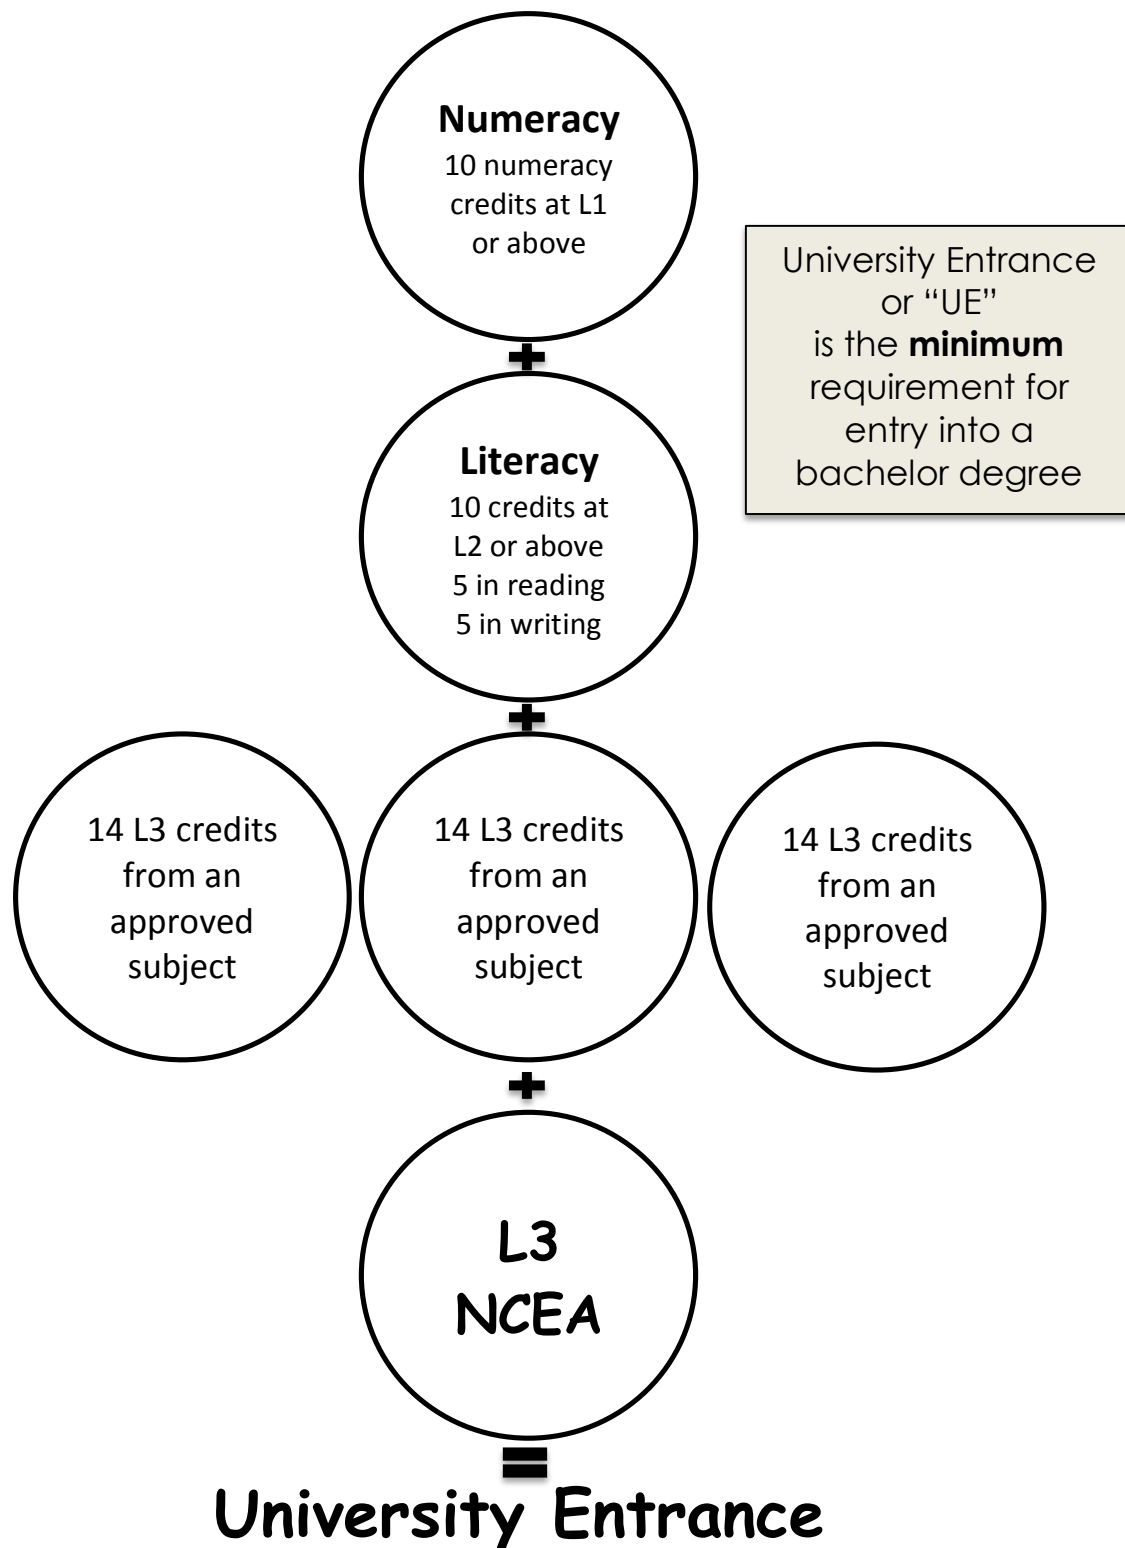 Numeracy
10 numeracy
credits at L1
or above
University Entrance
or “UE”
is the minimum
requirement for
entry into a
bachelor degree
+
Literacy
10 credits at
L2 or above
5 in reading
5 in writing
+
14 L3 credits
from an
approved
subject
14 L3 credits
from an
approved
subject
14 L3 credits
from an
approved
subject
+
L3
NCEA
=
University Entrance